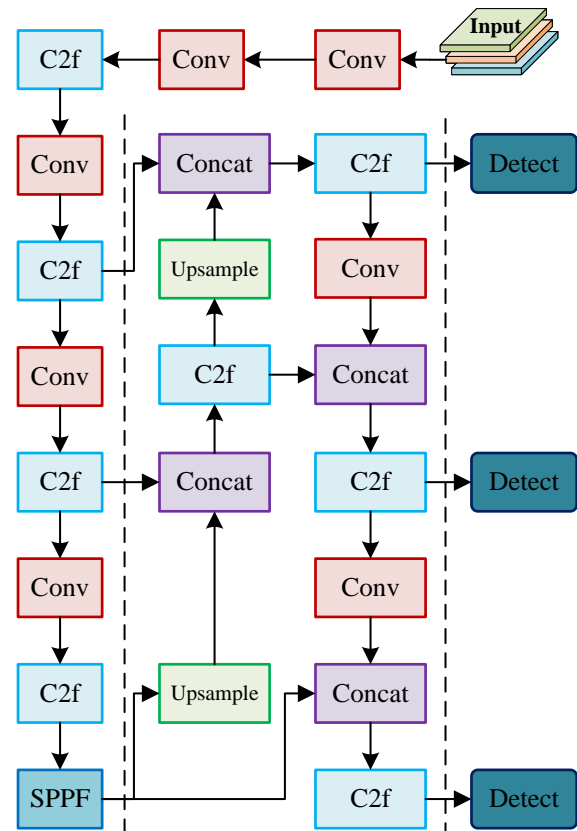 C2f
Conv
Conv
Input
Conv
Concat
C2f
Detect
C2f
Upsample
Conv
Conv
C2f
Concat
C2f
Concat
C2f
Detect
Conv
Conv
C2f
Upsample
Concat
SPPF
C2f
Detect